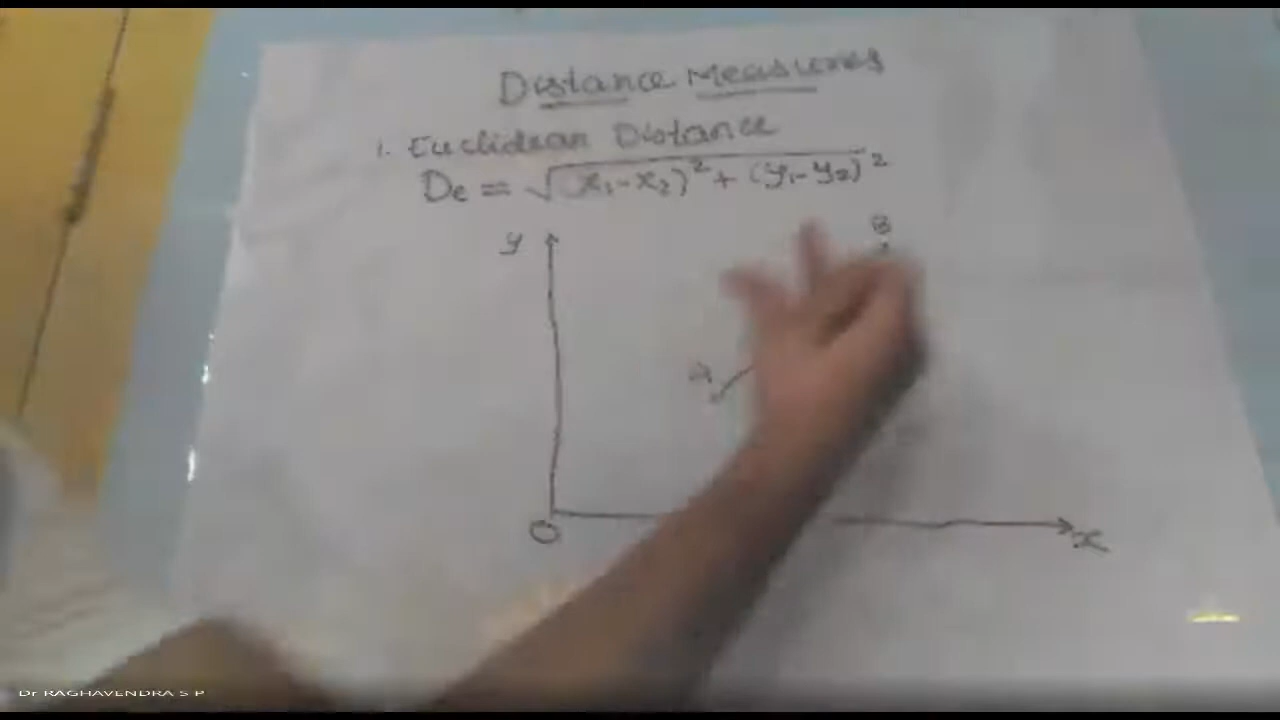 Distance Measures
1. Euclidean Distance
De = √(x₁-x₂)² + (y₁-y₂)²
B
y
A
O
x
Dr RAGHAVENDRA S P